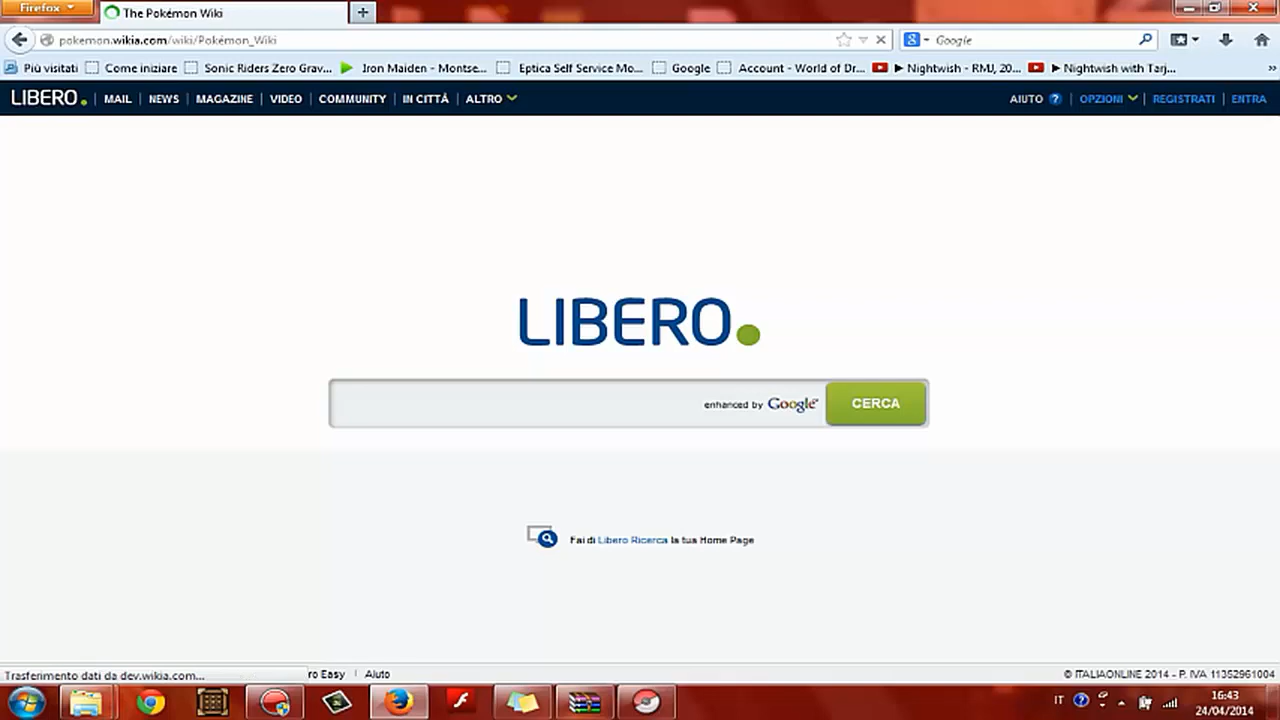 Firefox
The Pokémon Wiki
pokemon.wikia.com/wiki/Pokémon_Wiki
Google
Più visitati Come iniziare Sonic Riders Zero Grav... Iron Maiden - Montse... Eptica Self Service Mo... Google Account - World of Dr... ▶ Nightwish - RMJ, 20... ▶ Nightwish with Tarj... »
LIBERO. | MAIL | NEWS | MAGAZINE | VIDEO | COMMUNITY | IN CITTÀ | ALTRO AIUTO ? | OPZIONI | REGISTRATI | ENTRA
LIBERO.
enhanced by Google™ CERCA
Fai di Libero Ricerca la tua Home Page
Trasferimento dati da dev.wikia.com... ro Easy | Aiuto © ITALIAONLINE 2014 - P. IVA 11352961004
IT 16:43
24/04/2014